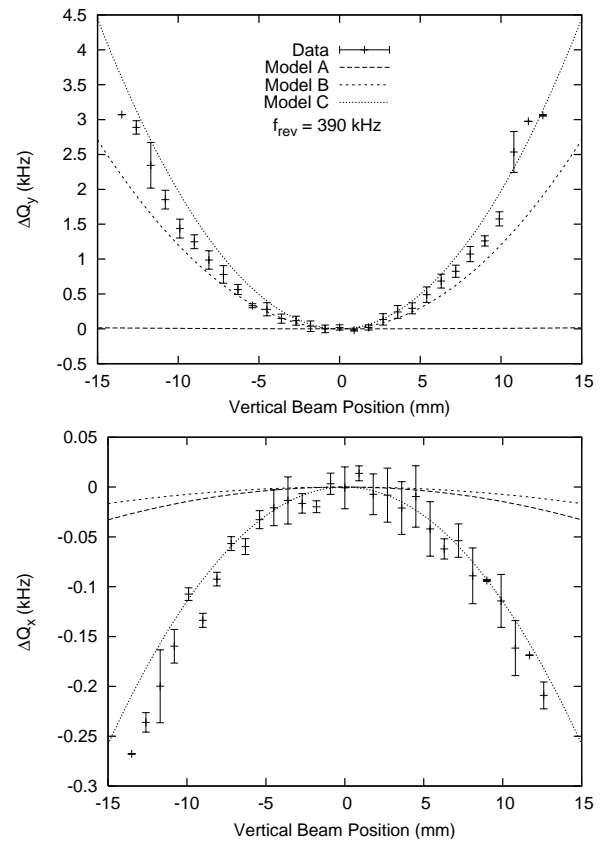 4.5
4
3.5
3
2.5
2
1.5
1
0.5
0
-0.5
ΔQy (kHz)
Data
Model A
Model B
Model C
frev = 390 kHz
-15 -10 -5 0 5 10 15
Vertical Beam Position (mm)
0.05
0
-0.05
-0.1
-0.15
-0.2
-0.25
-0.3
ΔQx (kHz)
-15 -10 -5 0 5 10 15
Vertical Beam Position (mm)